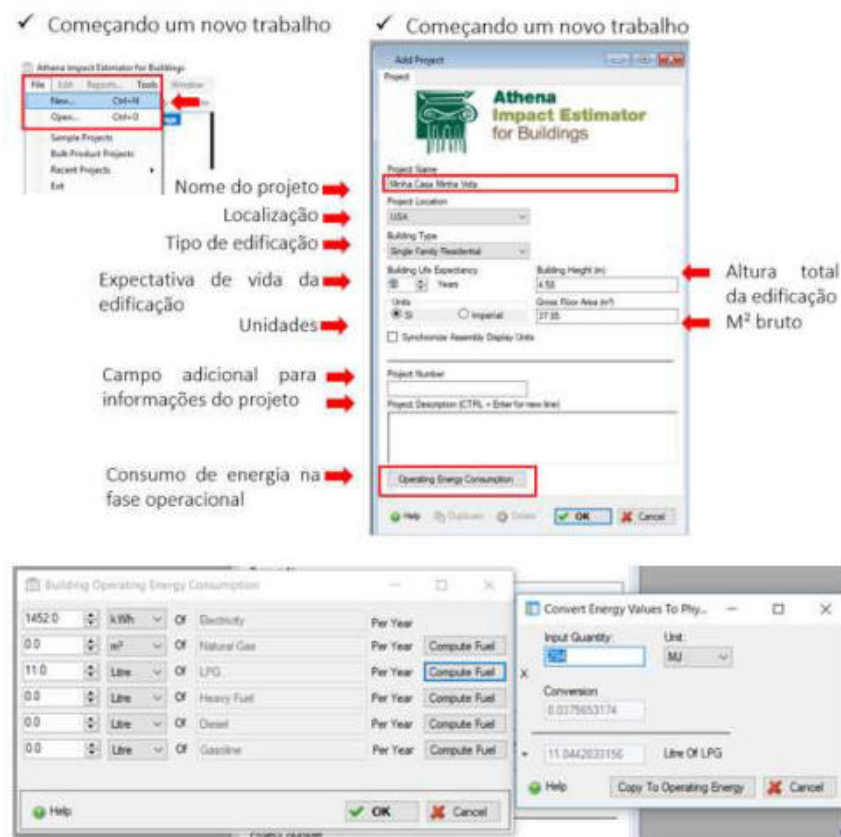 ✓ Começando um novo trabalho
Athena Impact Estimator for Buildings
File Edit Reports... Tools Window
New... Ctrl+N
Open... Ctrl+O
Sample Projects
Bulk Product Projects
Recent Projects
Exit
Nome do projeto
Localização
Tipo de edificação
Expectativa de vida da
edificação
Unidades
Campo adicional para
informações do projeto
Consumo de energia na
fase operacional
✓ Começando um novo trabalho
Add Project
Project
Athena
Impact Estimator
for Buildings
Project Name
Minha Casa Minha Vida
Project Location
USA
Building Type
Single Family Residential
Building Life Expectancy
Years
Building Height (m)
Units
SI Imperial
Gross Floor Area (m²)
Synchronize Assembly Display Units
Project Number
Project Description (CTRL + Enter for new line)
Operating Energy Consumption
Help Duplicate Delete OK Cancel
Altura total
da edificação
M² bruto
Building Operating Energy Consumption
1452.0 kWh Of Electricity Per Year
0.0 m³ Of Natural Gas Per Year Compute Fuel
11.0 Litre Of LPG Per Year Compute Fuel
0.0 Litre Of Heavy Fuel Per Year Compute Fuel
0.0 Litre Of Diesel Per Year Compute Fuel
0.0 Litre Of Gasoline Per Year Compute Fuel
Help OK Cancel
Convert Energy Values To Phy...
Input Quantity Unit
294 MJ
X
Conversion
0.0375653174
= 11.0442033156 Litre Of LPG
Help Copy To Operating Energy Cancel
Project Number